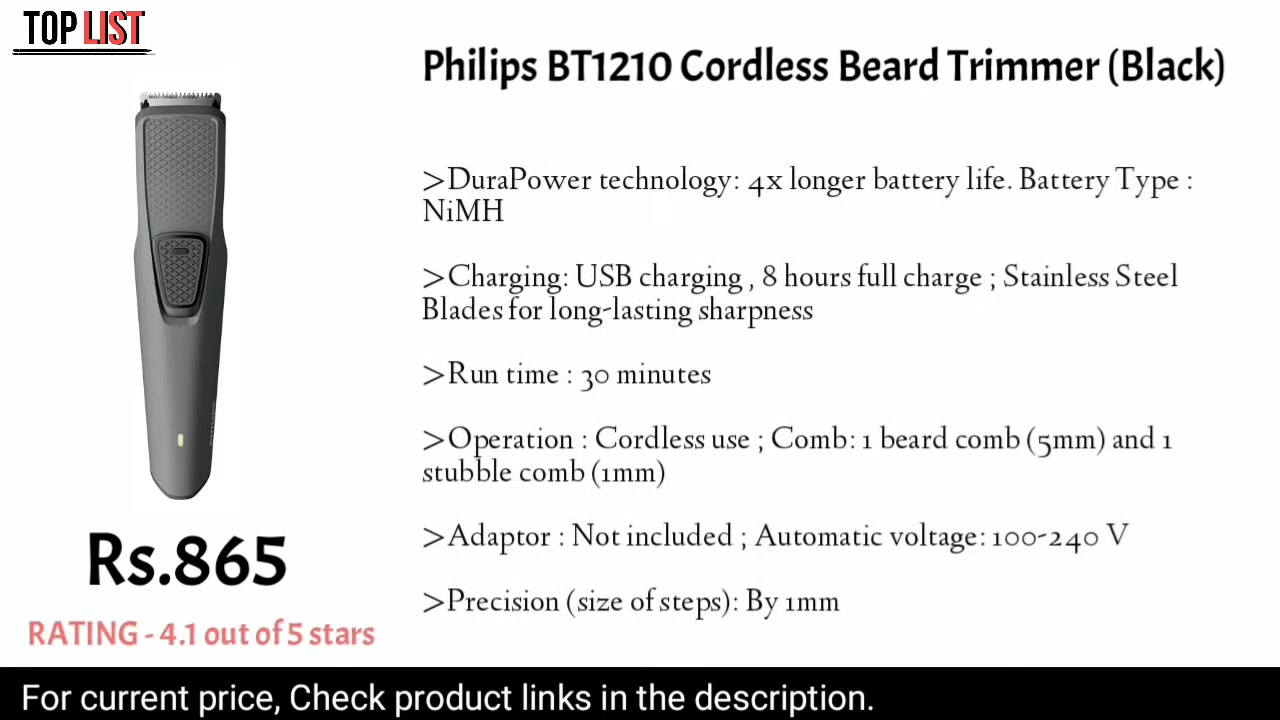 TOP LIST
Philips BT1210 Cordless Beard Trimmer (Black)
>DuraPower technology: 4x longer battery life. Battery Type :
NiMH
>Charging: USB charging , 8 hours full charge ; Stainless Steel
Blades for long-lasting sharpness
>Run time : 30 minutes
>Operation : Cordless use ; Comb: 1 beard comb (5mm) and 1
stubble comb (1mm)
>Adaptor : Not included ; Automatic voltage: 100-240 V
>Precision (size of steps): By 1mm
Rs.865
RATING - 4.1 out of 5 stars
For current price, Check product links in the description.